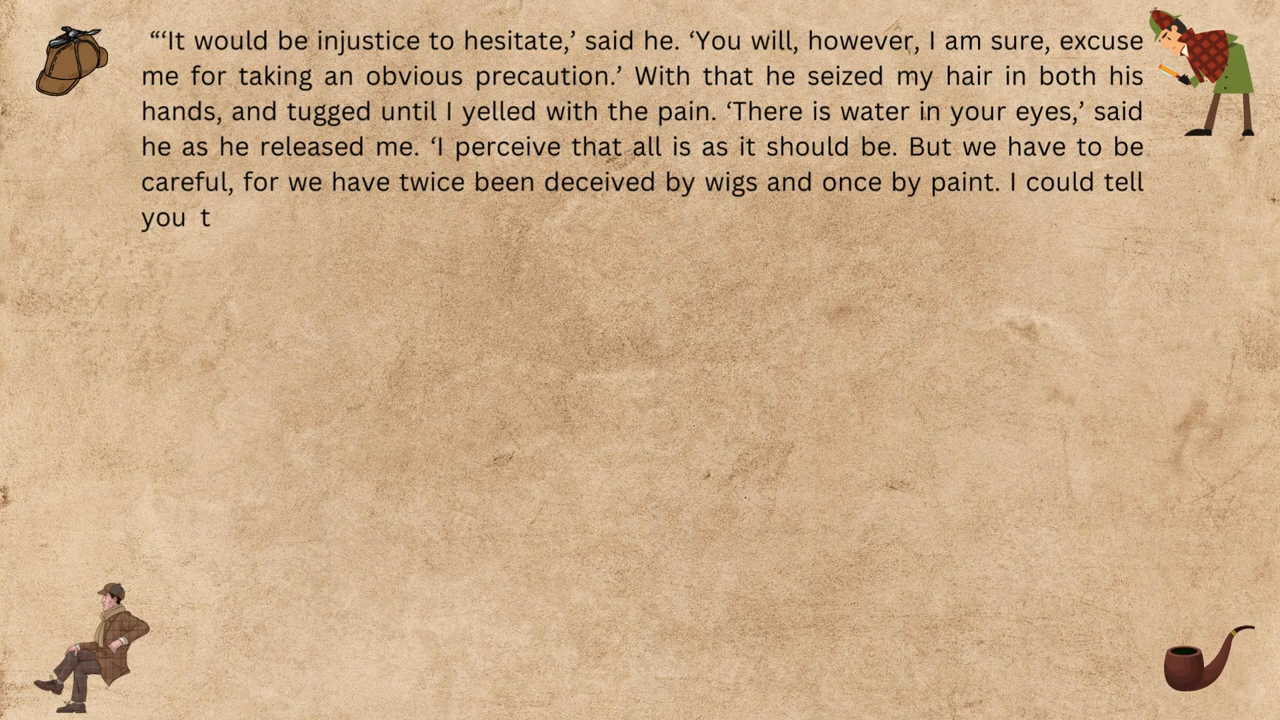 “‘It would be injustice to hesitate,’ said he. ‘You will, however, I am sure, excuse
me for taking an obvious precaution.’ With that he seized my hair in both his
hands, and tugged until I yelled with the pain. ‘There is water in your eyes,’ said
he as he released me. ‘I perceive that all is as it should be. But we have to be
careful, for we have twice been deceived by wigs and once by paint. I could tell
you t